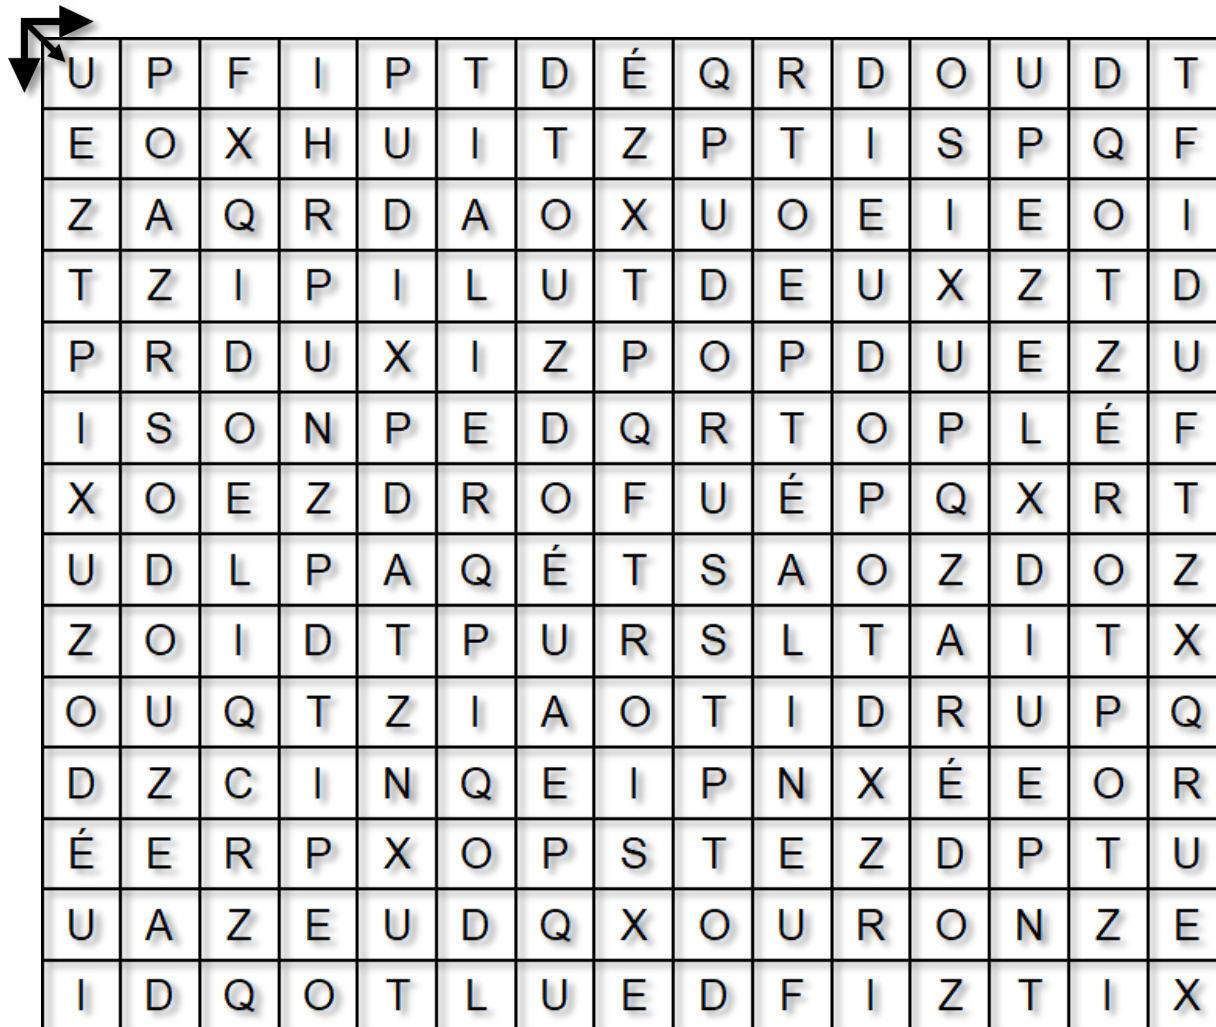 U P F I P T D É Q R D O U D T
E O X H U I T Z P T I S P Q F
Z A Q R D A O X U O E I E O I
T Z I P I L U T D E U X Z T D
P R D U X I Z P O P D U E Z U
I S O N P E D Q R T O P L É F
X O E Z D R O F U É P Q X R T
U D L P A Q É T S A O Z D O Z
Z O I D T P U R S L T A I T X
O U Q T Z I A O T I D R U P Q
D Z C I N Q E I P N X É E O R
É E R P X O P S T E Z D P T U
U A Z E U D Q X O U R O N Z E
I D Q O T L U E D F I Z T I X